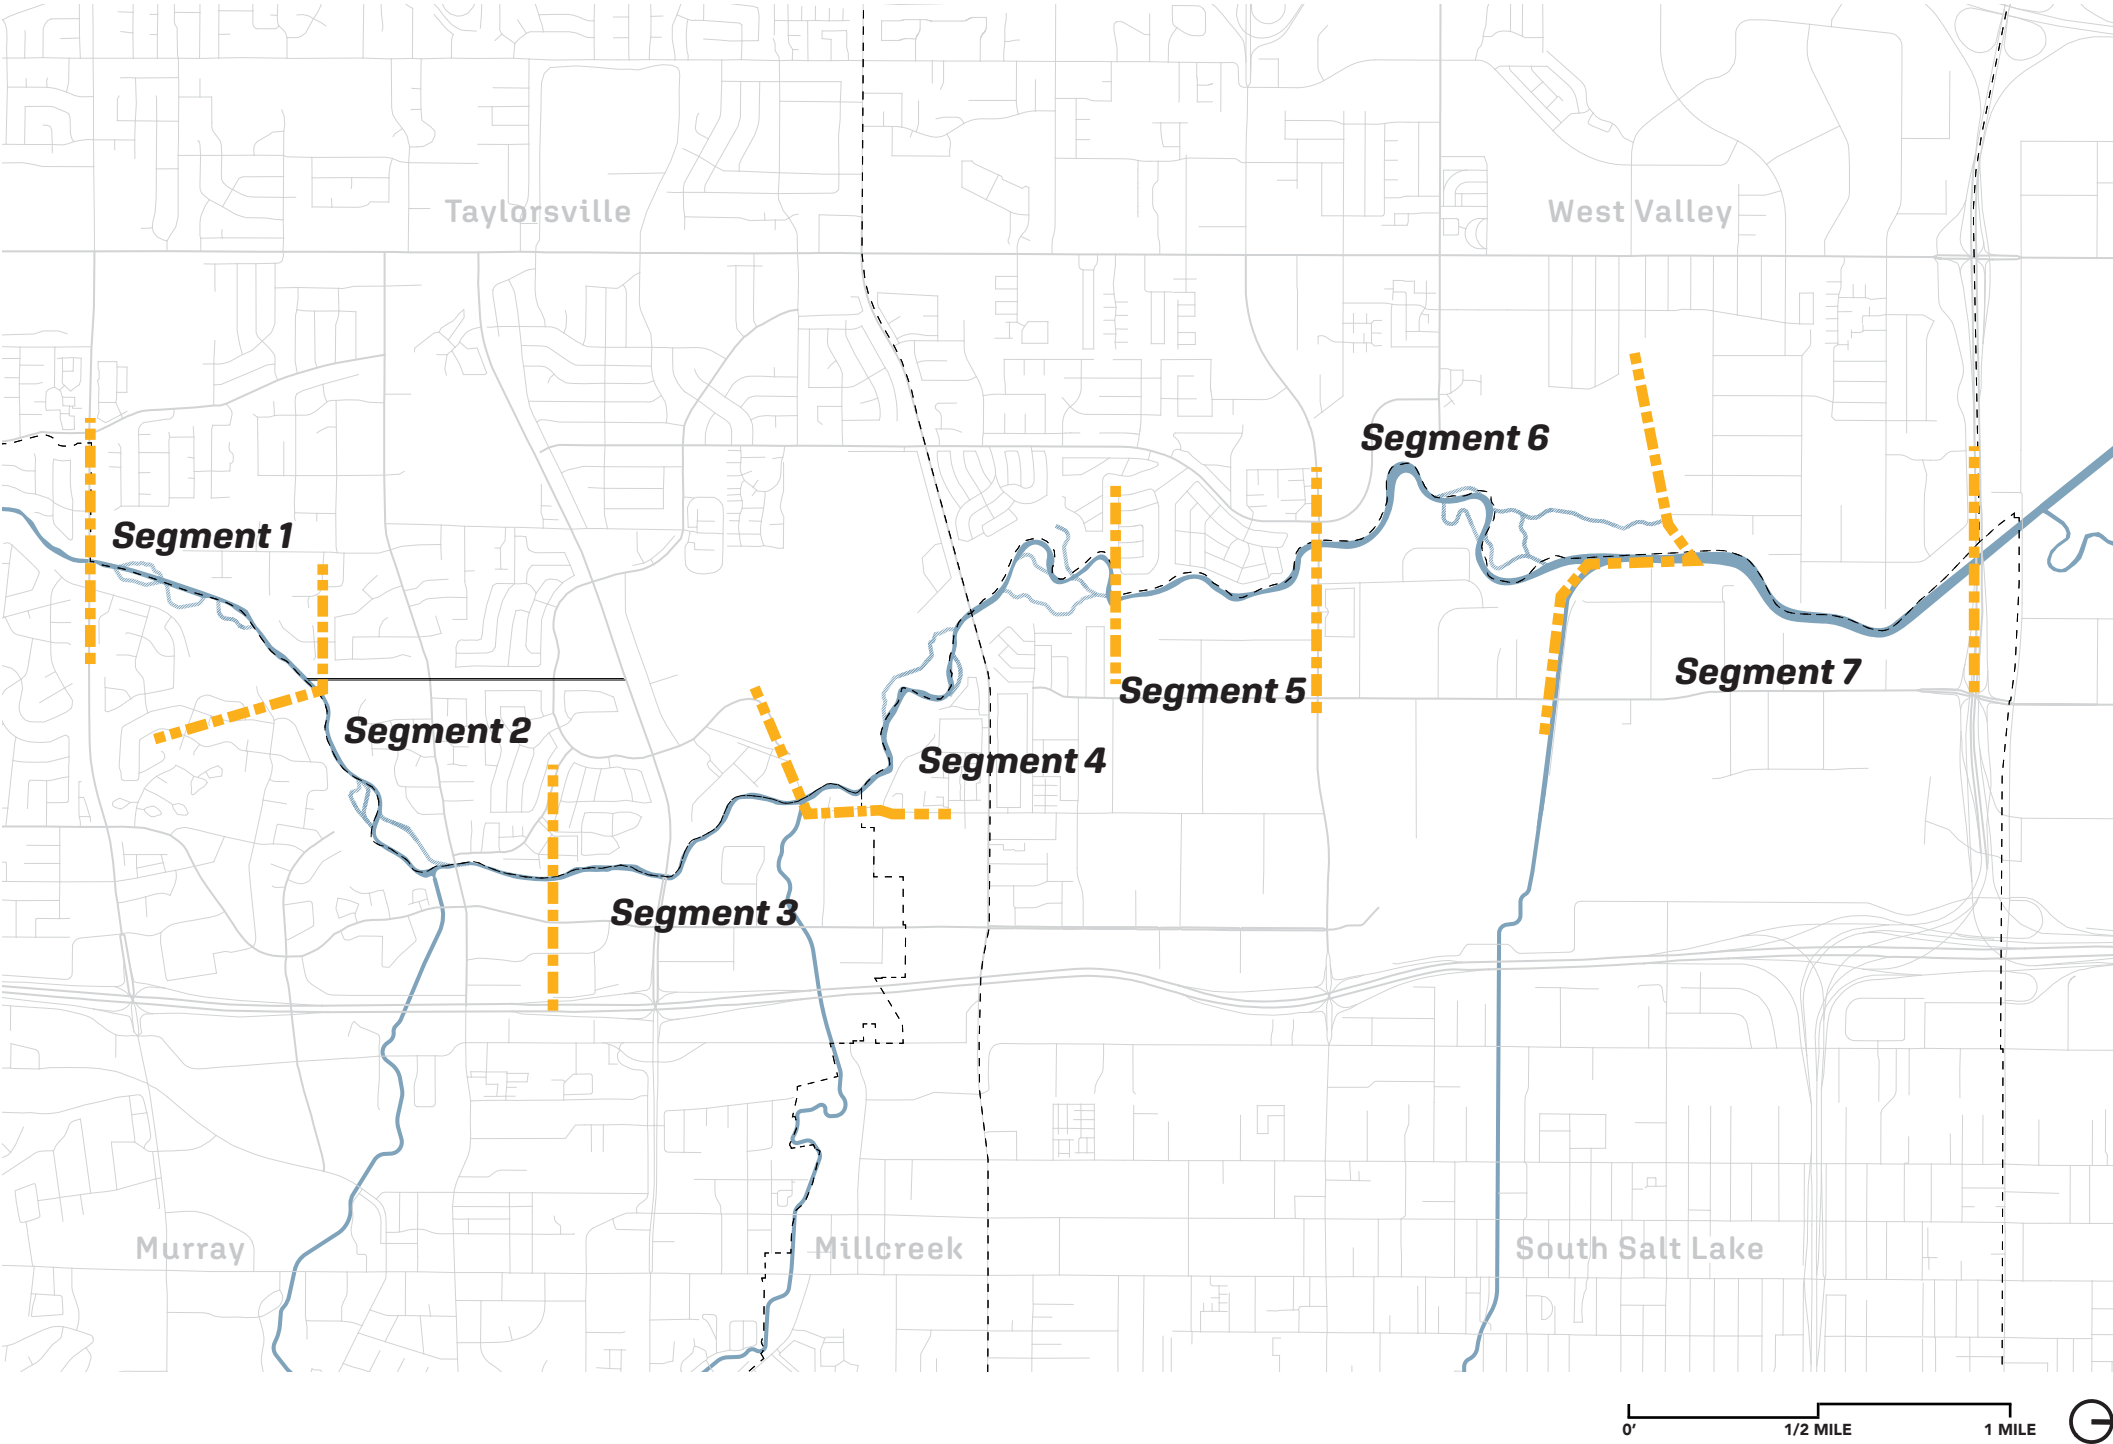 Taylorsville
West Valley
Segment 6
Segment 1
Segment 7
Segment 5
Segment 2
Segment 4
Segment 3
Murray
Millcreek
South Salt Lake
0' 1/2 MILE 1 MILE